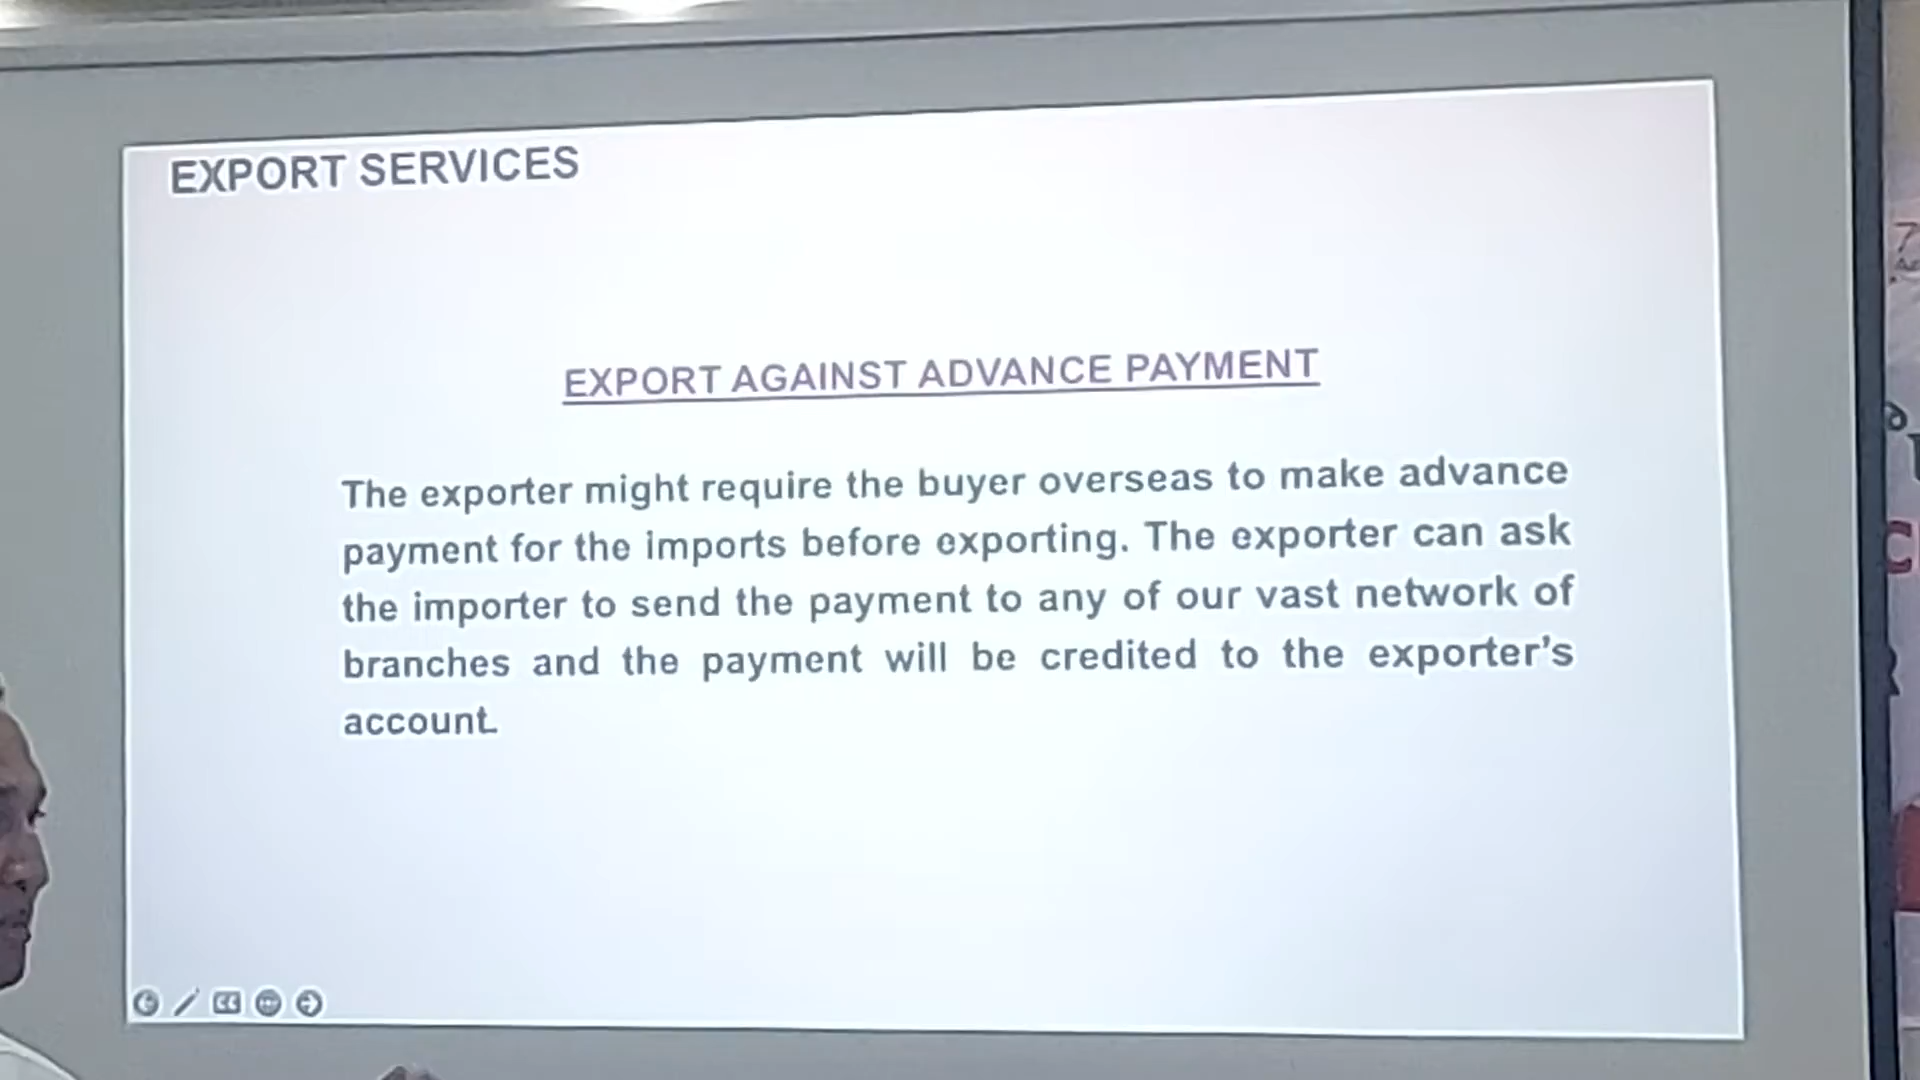 EXPORT SERVICES
EXPORT AGAINST ADVANCE PAYMENT
The exporter might require the buyer overseas to make advance
payment for the imports before exporting. The exporter can ask
the importer to send the payment to any of our vast network of
branches and the payment will be credited to the exporter's
account.
CC